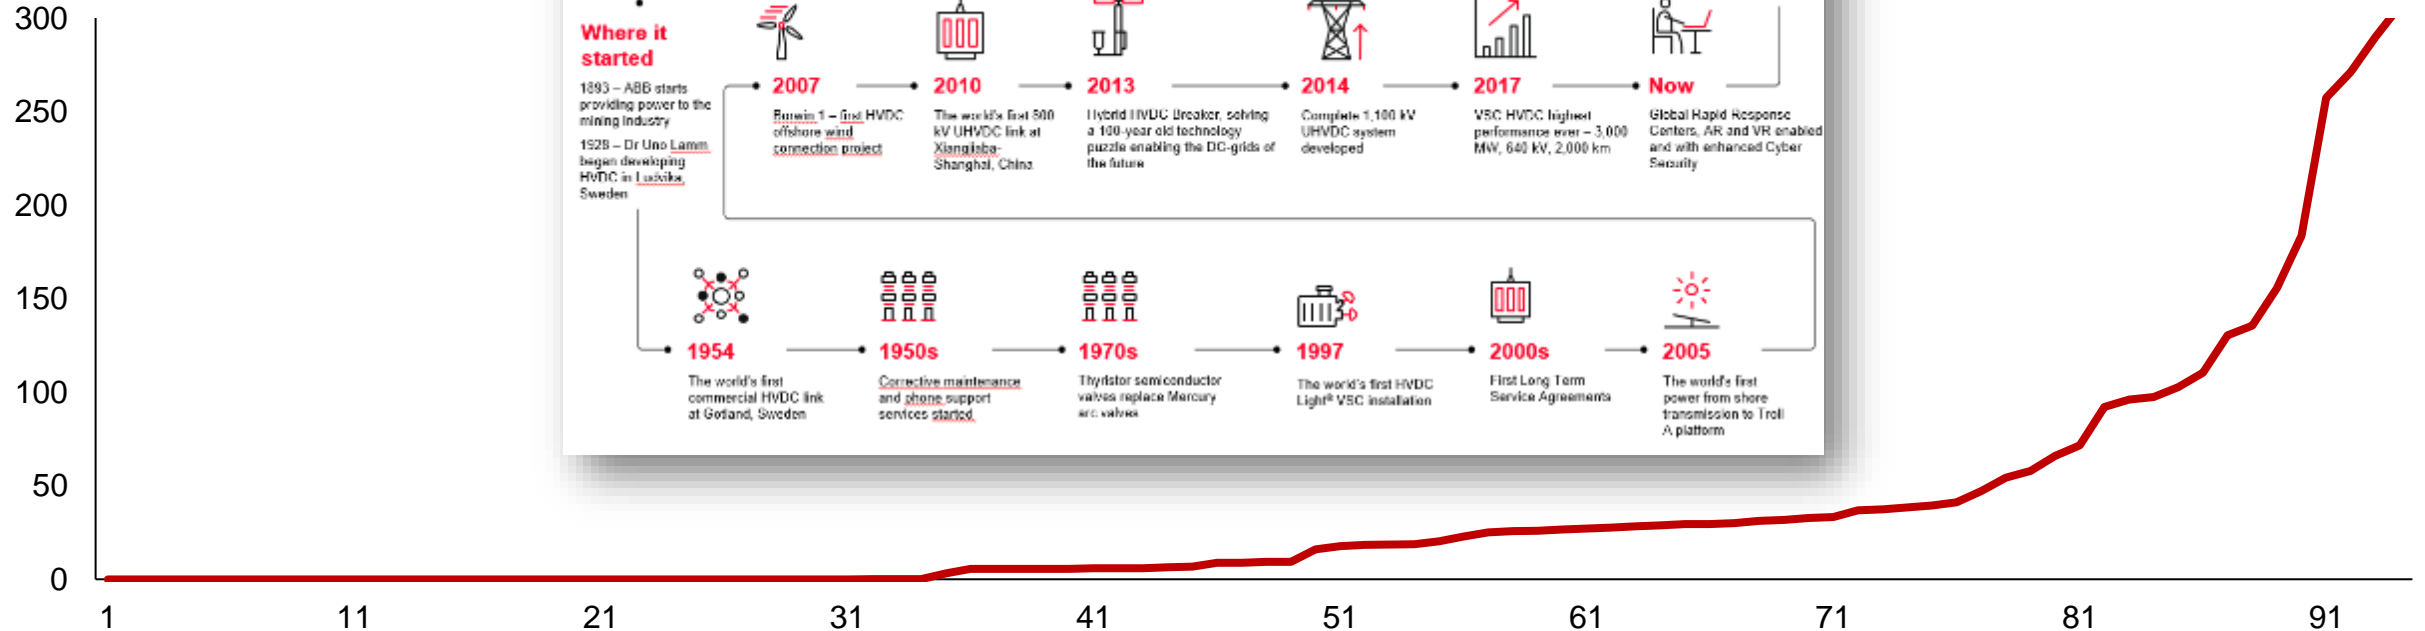 300
250
200
150
100
50
0
Where it
started
1893 – ABB starts
providing power to the
mining industry
1928 – Dr Uno Lamm
began developing
HVDC in Ludvika,
Sweden
2007
Borwin 1 – first HVDC
offshore wind
connection project
2010
The world's first 800
kV UHVDC link at
Xiangjiaba-
Shanghai, China
2013
Hybrid HVDC Breaker, solving
a 100-year old technology
puzzle enabling the DC-grids of
the future
2014
Complete 1,100 kV
UHVDC system
developed
2017
VSC HVDC highest
performance ever – 3,000
MW, 640 kV, 2,000 km
Now
Global Rapid Response
Centers, AR and VR enabled
and with enhanced Cyber
Security
1954
The world's first
commercial HVDC link
at Gotland, Sweden
1950s
Corrective maintenance
and phone support
services started
1970s
Thyristor semiconductor
valves replace Mercury
arc valves
1997
The world's first HVDC
Light® VSC installation
2000s
First Long Term
Service Agreements
2005
The world's first
power from shore
transmission to Troll
A platform
1 11 21 31 41 51 61 71 81 91